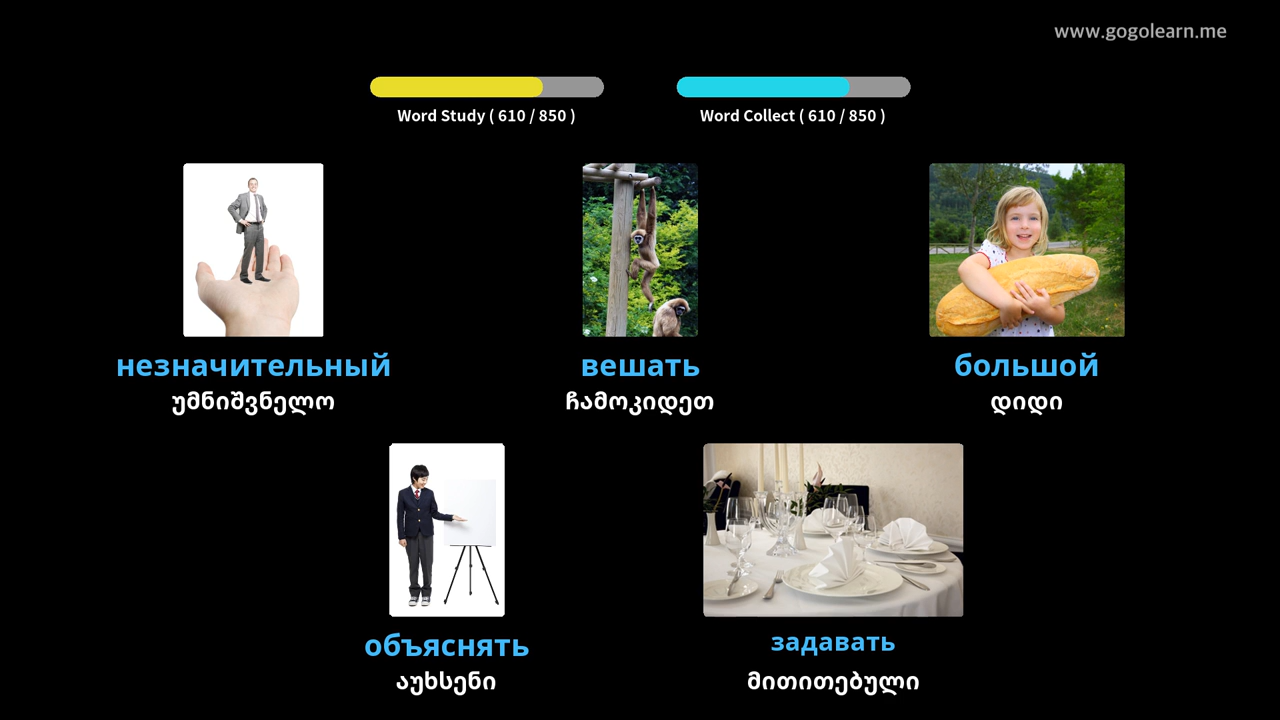 www.gogolearn.me
Word Study ( 610 / 850 )
Word Collect ( 610 / 850 )
незначительный
უმნიშვნელო
вешать
ჩამოკიდეთ
большой
დიდი
объяснять
აუხსენი
задавать
მითითებული